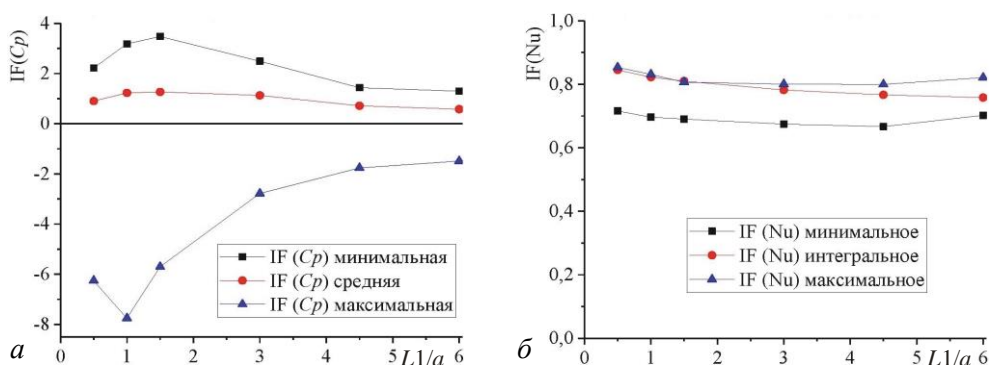 4
2
0
-2
-4
-6
-8
IF(Cp)
IF (Cp) минимальная
IF (Cp) средняя
IF (Cp) максимальная
а
0 1 2 3 4 L1/a 6
1,0
0,8
0,6
0,4
0,2
0,0
IF(Nu)
IF (Nu) минимальное
IF (Nu) интегральное
IF (Nu) максимальное
б
0 1 2 3 4 L1/a 6